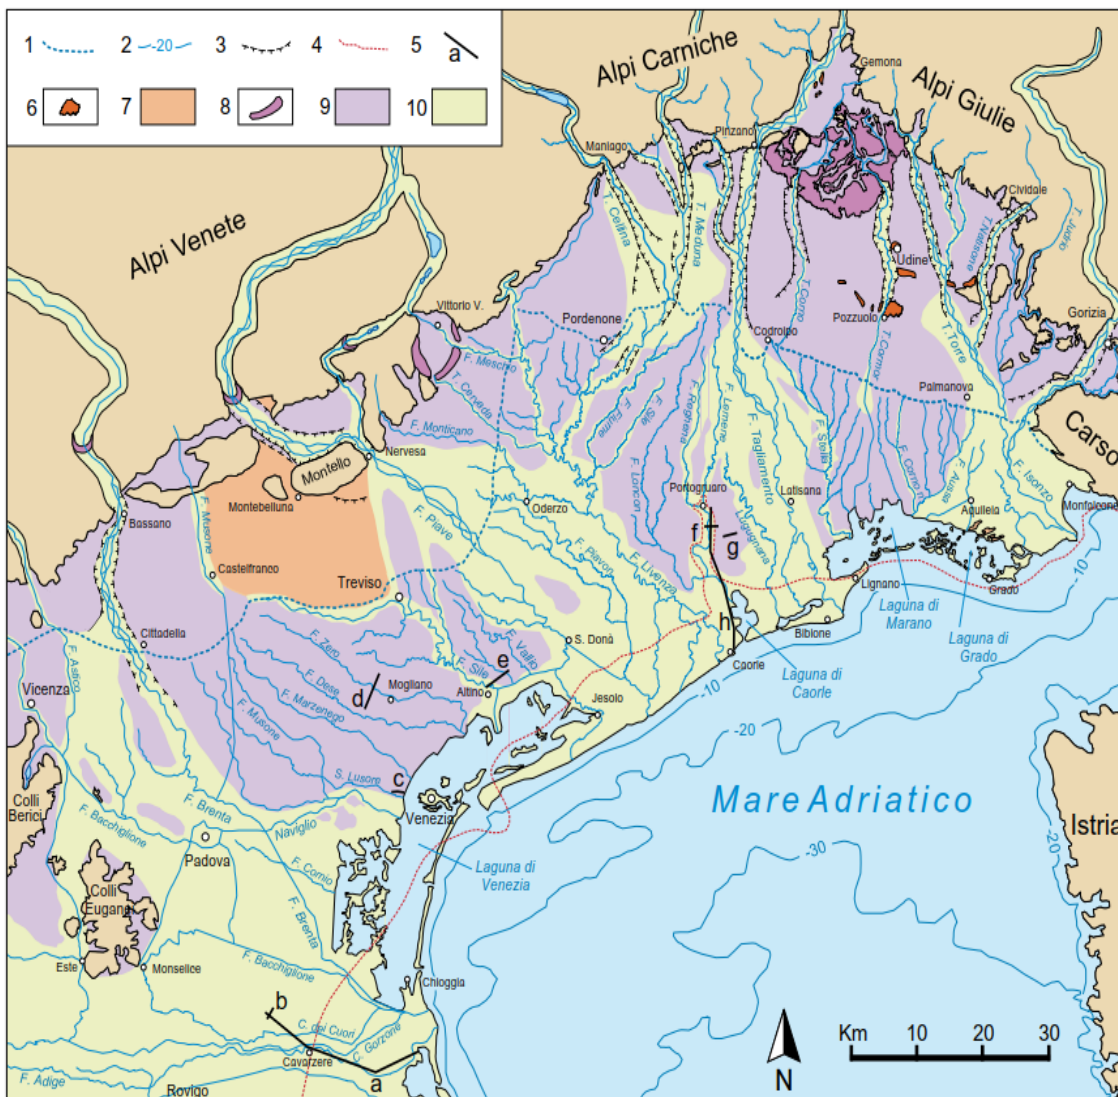 1
2
-20
3
4
5
a
6
7
8
9
10
Alpi Carniche
Alpi Giulie
Alpi Venete
Gemona
Pinzano
Maniago
Cividale
T. Cellina
T. Meduna
T. Natisone
T. Judrio
Udine
Gorizia
Vittorio V.
Pordenone
T. Corno
Pozzuolo
Codroipo
T. Cormor
T. Torre
Palmanova
Carso
F. Meschio
T. Cervada
F. Monticano
F. Fiume
F. Sile
F. Reghena
F. Lemene
F. Tagliamento
F. Stella
F. Corno m.
F. Aussa
F. Isonzo
Nervesa
Montello
Montebelluna
Bassano
F. Musone
Castelfranco
Treviso
F. Piave
Oderzo
F. Loncon
Portogruaro
Latisana
Lugugnana
Aquileia
Monfalcone
f
g
F. Piavon
F. Livenza
Lignano
Grado
-10
Laguna di
Marano
Laguna di
Grado
Cittadella
F. Astico
F. Zero
F. Vallio
S. Donà
h
Bibione
Caorle
Laguna di
Caorle
Vicenza
F. Dese
F. Sile
e
d
Mogliano
Altino
F. Marzenego
F. Musone
Jesolo
-10
-20
S. Lusore
c
Venezia
Mare Adriatico
Istria
-20
-30
Colli
Berici
F. Bacchiglione
F. Brenta
Naviglio
Padova
Laguna di
Venezia
F. Cornio
Colli
Euganei
F. Brenta
Este
Monselice
F. Bacchiglione
Chioggia
b
C. dei Cuori
C. Gorzone
Cavarzere
a
F. Adige
Rovigo
Km
10
20
30
N